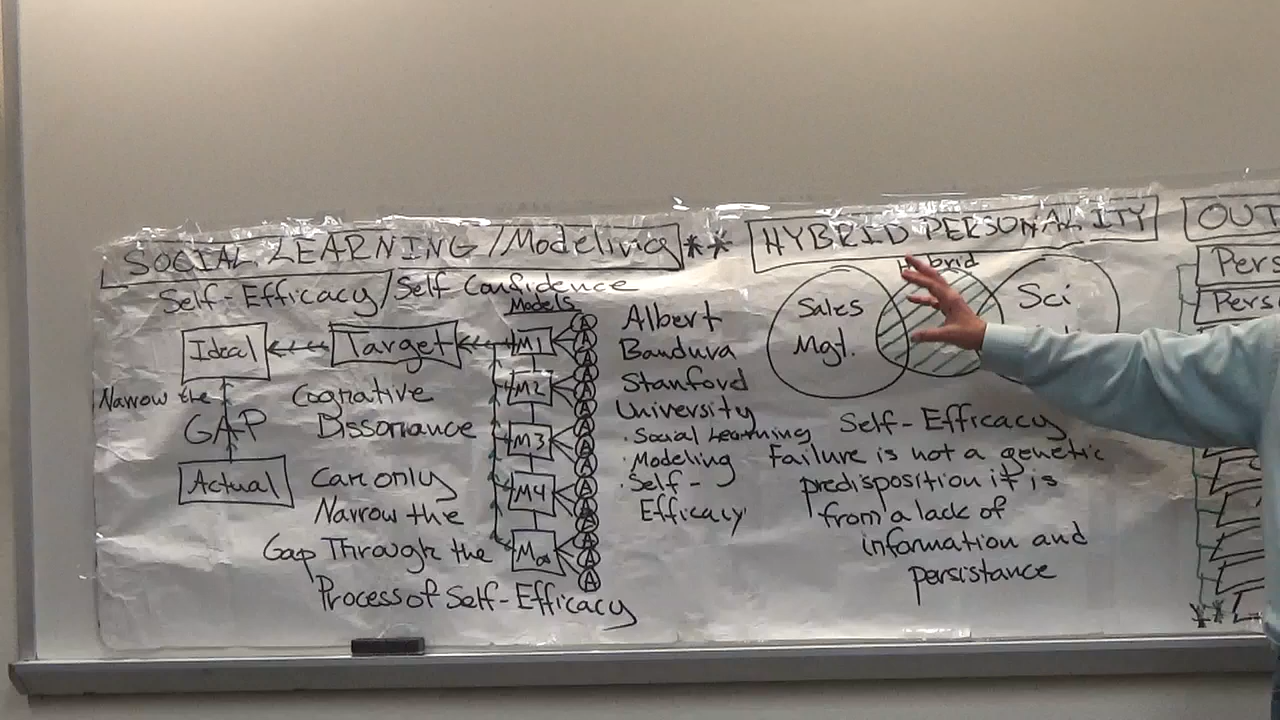 SOCIAL LEARNING/Modeling **
Self-Efficacy/Self Confidence
Models
Ideal
Target
M1
M2
M3
M4
A A A A A A A A A A A A A A
Narrow the
GAP
Actual
Cognative
Dissonance
Can only
Narrow the
Gap Through the
Process of Self-Efficacy
Albert
Bandura
Stanford
University
· Social Learning
· Modeling
· Self-
Efficacy
HYBRID PERSONALITY
Hybrid
Sales
Mgt.
Sci
Self-Efficacy
Failure is not a genetic
predisposition it is
from a lack of
information and
persistance
OUT
Pers
Pers